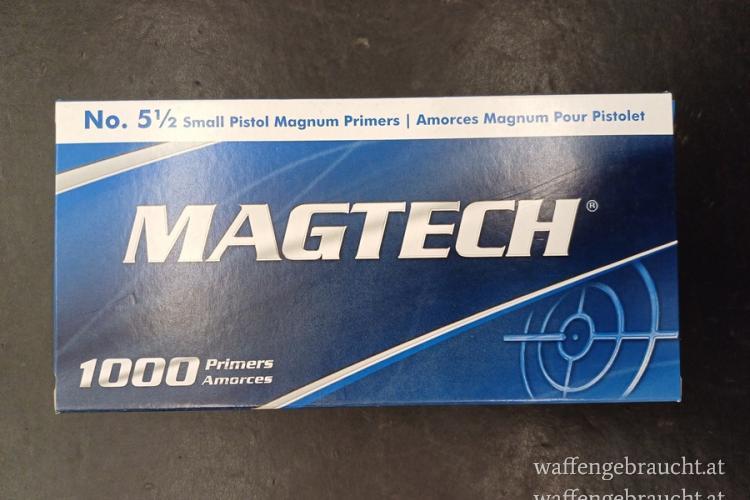 No. 5½ Small Pistol Magnum Primers | Amorces Magnum Pour Pistolet
MAGTECH®
1000 Primers
Amorces
waffengebraucht.at
waffengebraucht.at